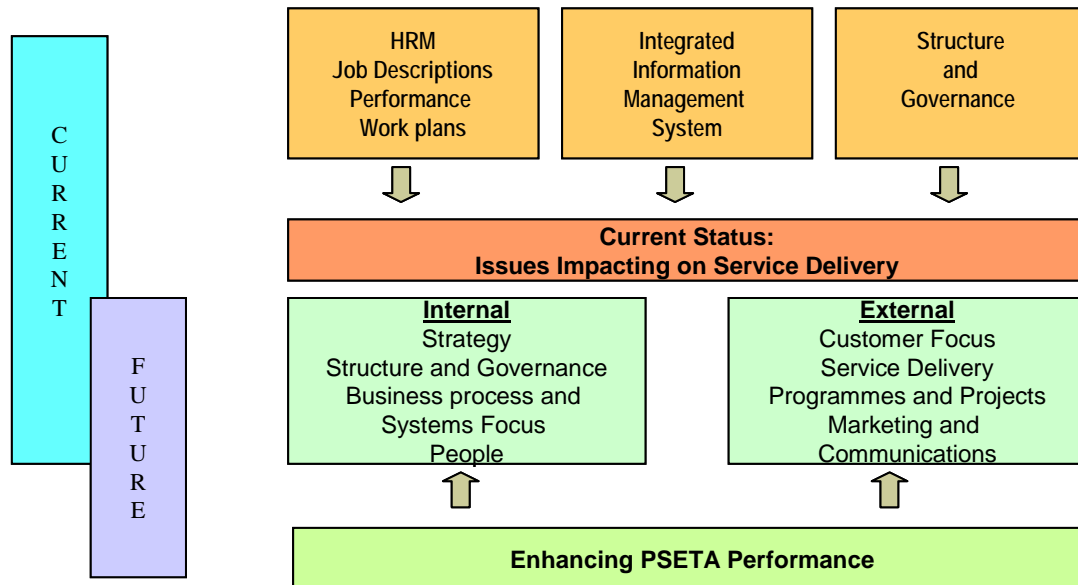 CURRENT
FUTURE
HRM
Job Descriptions
Performance
Work plans
Integrated
Information
Management
System
Structure
and
Governance
Current Status:
Issues Impacting on Service Delivery
Internal
Strategy
Structure and Governance
Business process and
Systems Focus
People
External
Customer Focus
Service Delivery
Programmes and Projects
Marketing and
Communications
Enhancing PSETA Performance